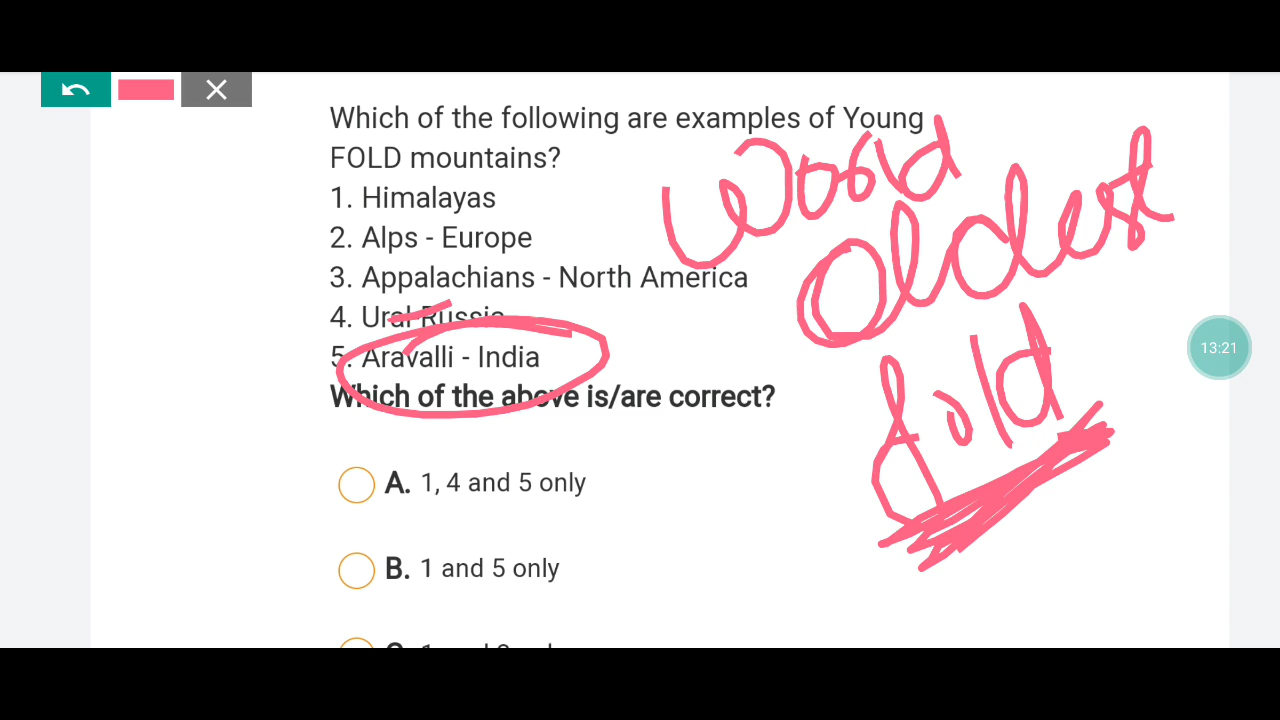 Which of the following are examples of Young
FOLD mountains?
1. Himalayas
2. Alps - Europe
3. Appalachians - North America
4. Ural Russia
5. Aravalli - India
Which of the above is/are correct?
World
Oldest
fold
13:21
A. 1, 4 and 5 only
B. 1 and 5 only